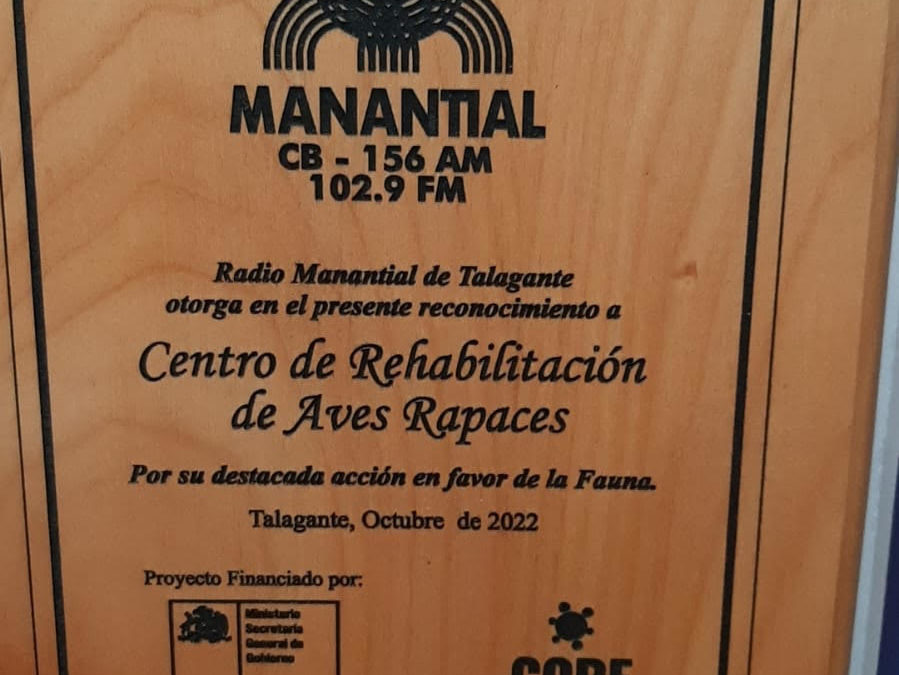 MANANTIAL
CB - 156 AM
102.9 FM
Radio Manantial de Talagante
otorga en el presente reconocimiento a
Centro de Rehabilitación
de Aves Rapaces
Por su destacada acción en favor de la Fauna.
Talagante, Octubre de 2022
Proyecto Financiado por:
Ministerio
Secretaría
General de
Gobierno
CORE